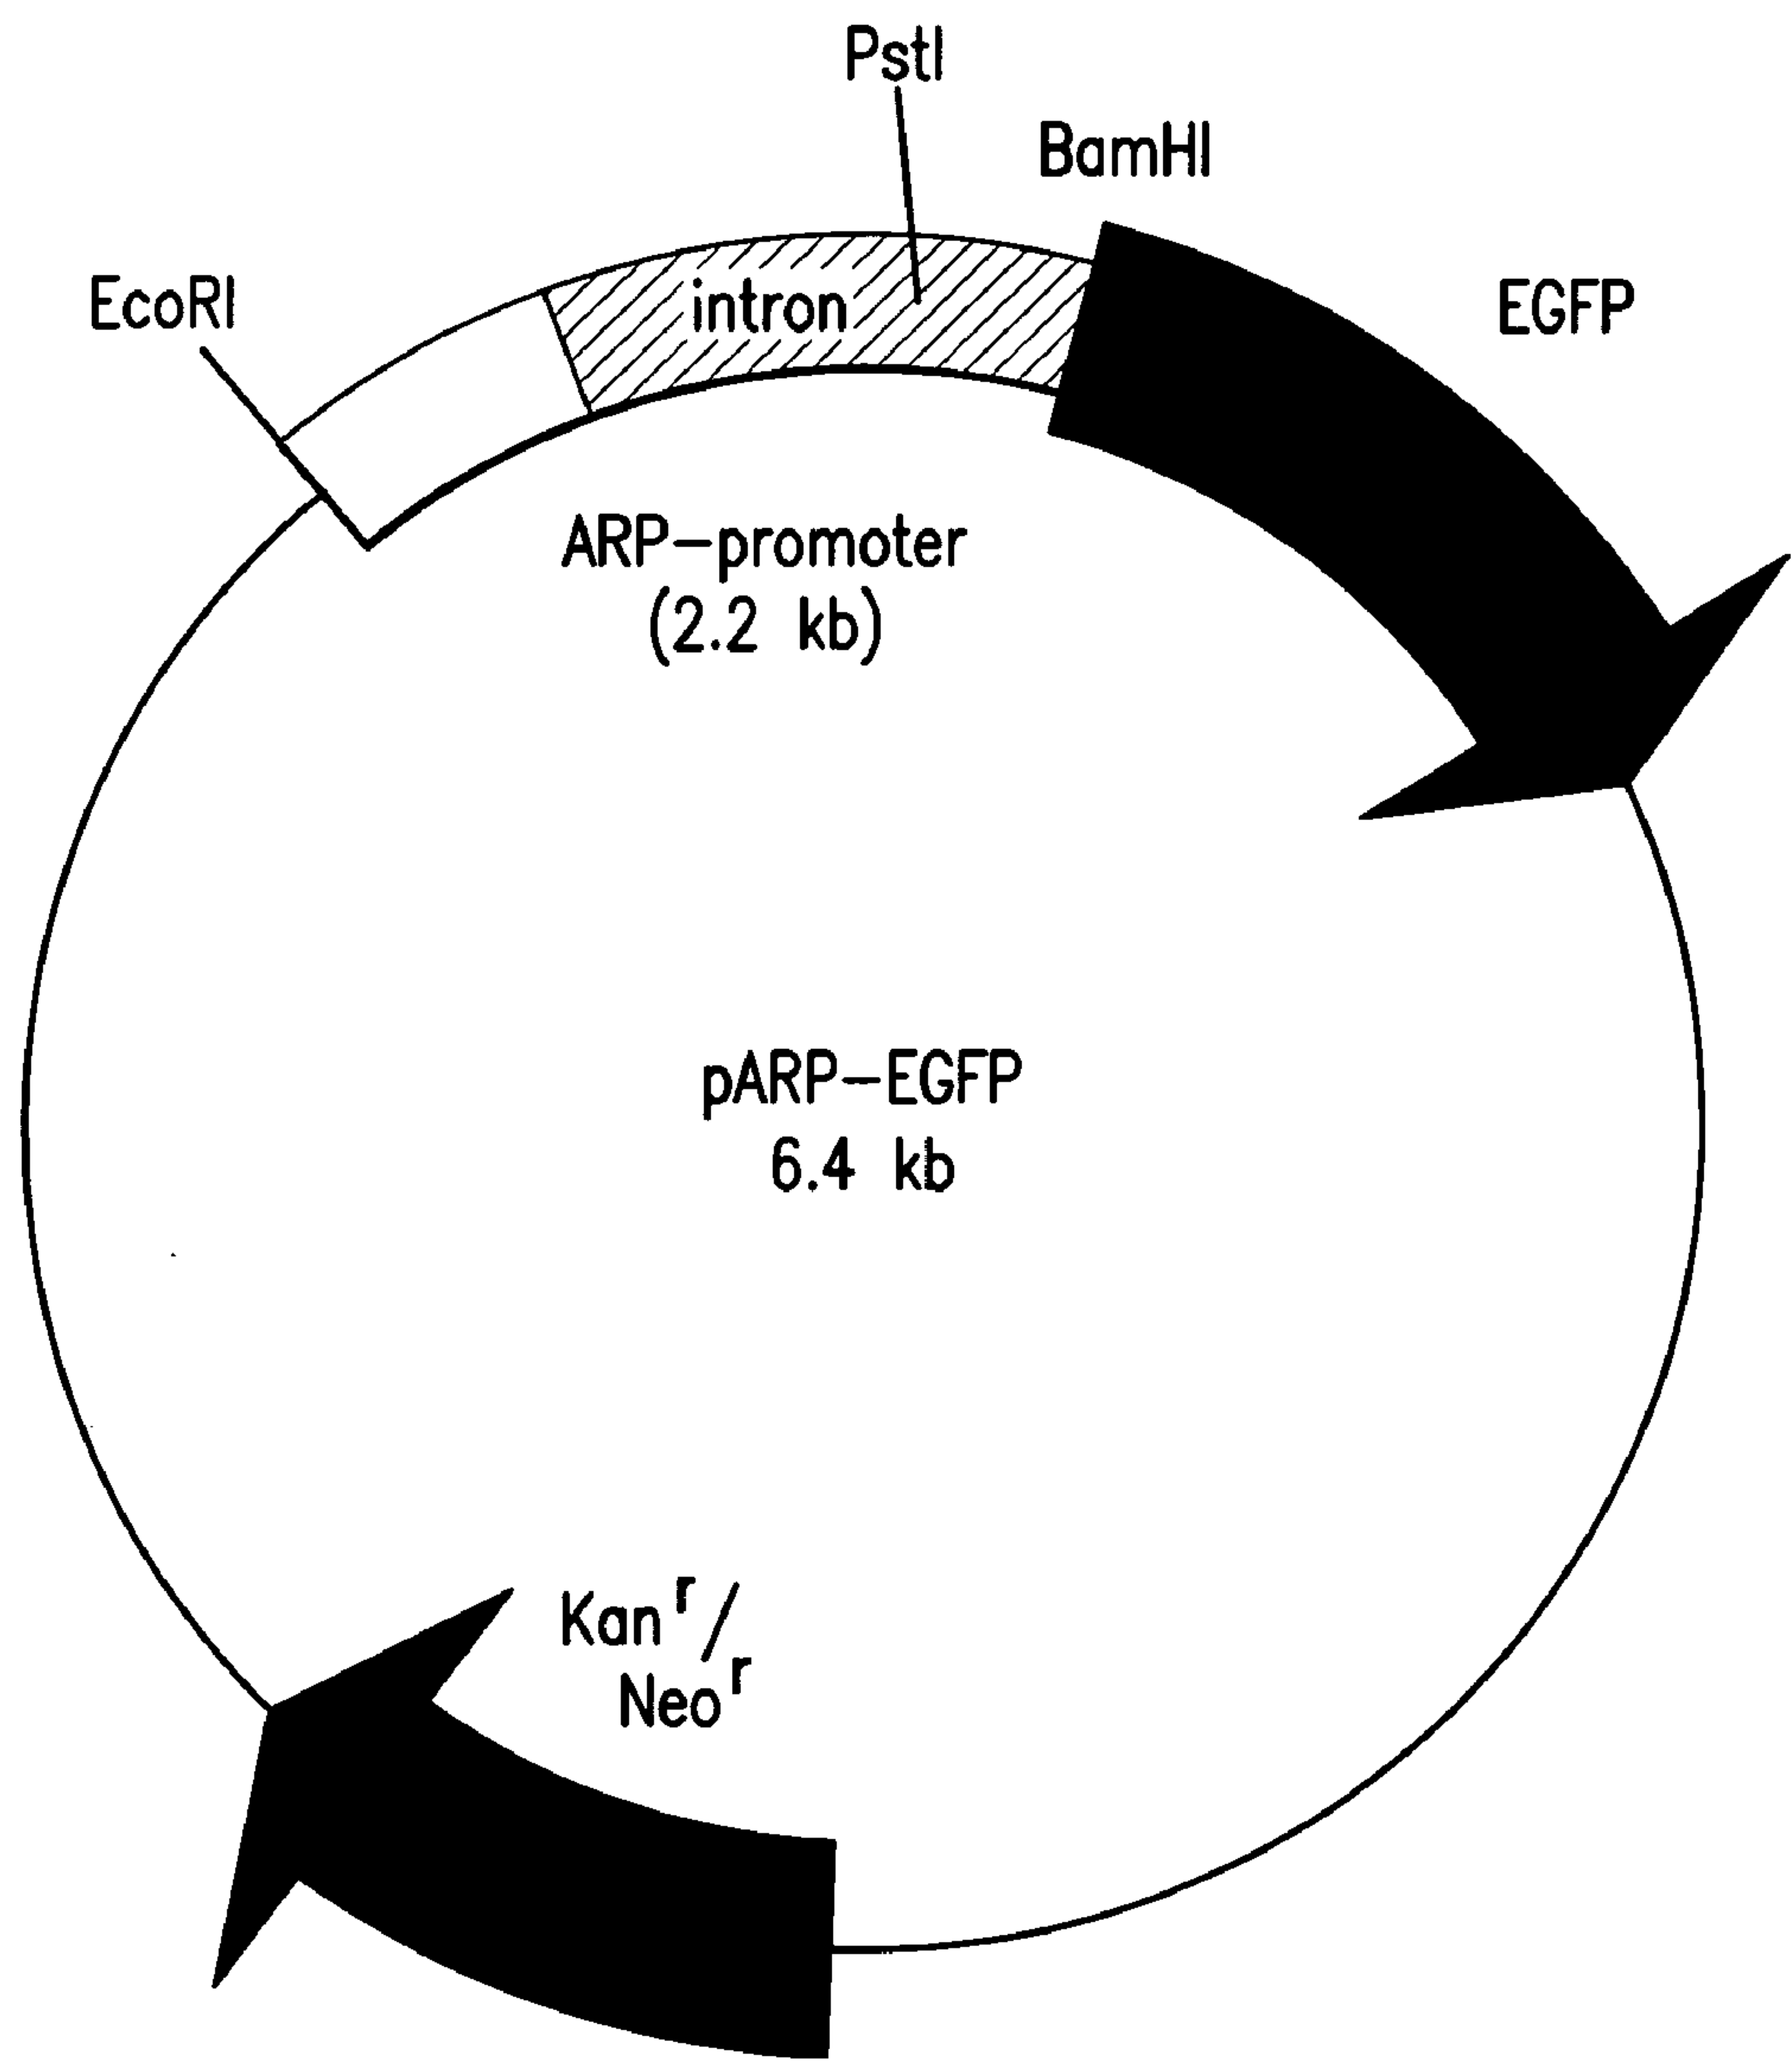 PstI
BamHI
EcoRI
intron
EGFP
ARP-promoter
(2.2 kb)
pARP-EGFP
6.4 kb
Kan^r/
Neo^r